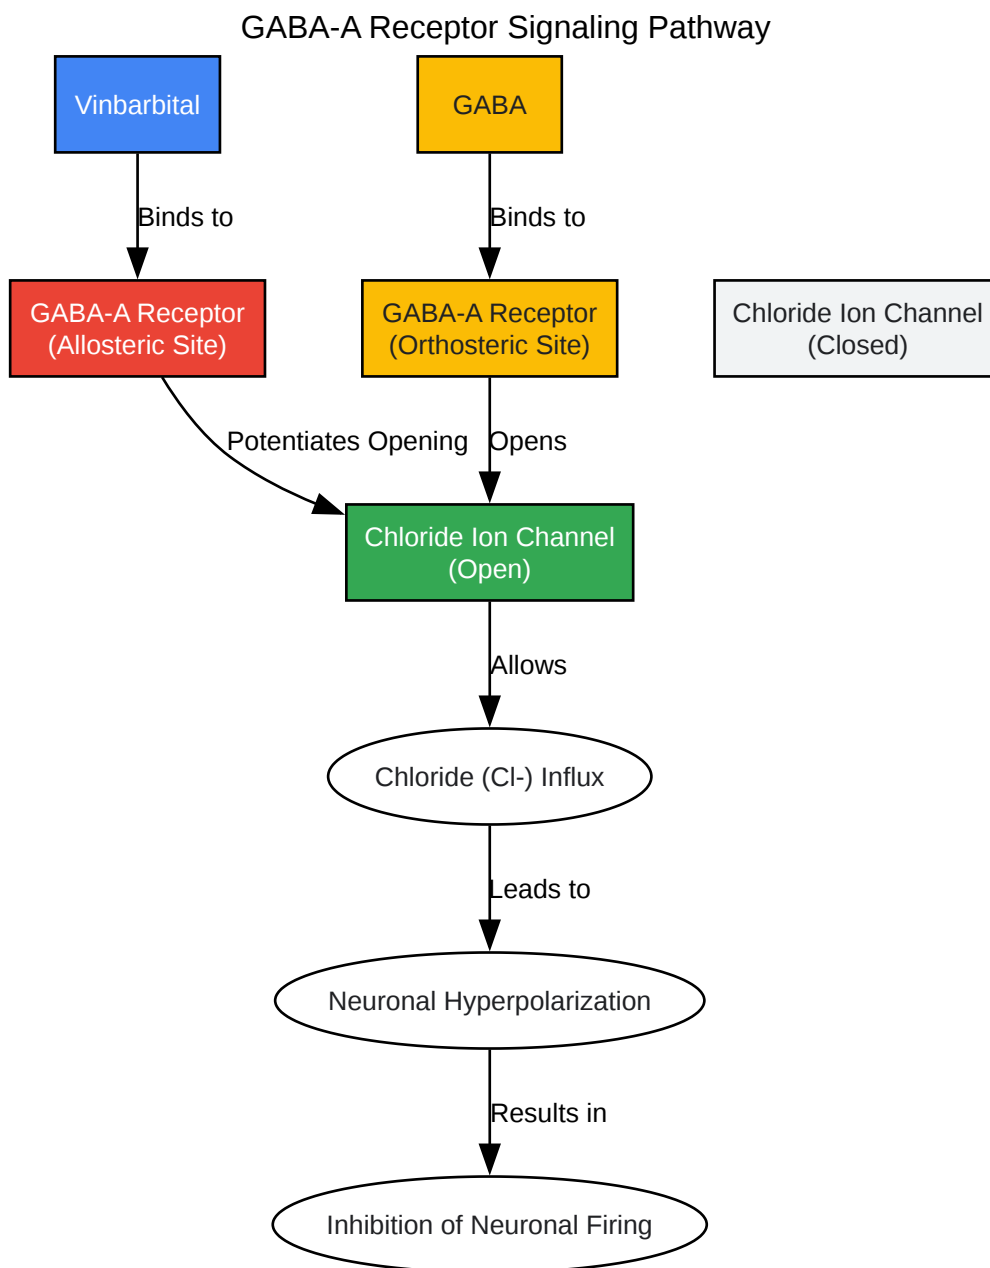 GABA-A Receptor Signaling Pathway
Vinbarbital
GABA
Binds to
Binds to
GABA-A Receptor
(Allosteric Site)
GABA-A Receptor
(Orthosteric Site)
Chloride Ion Channel
(Closed)
Potentiates Opening
Opens
Chloride Ion Channel
(Open)
Allows
Chloride (Cl-) Influx
Leads to
Neuronal Hyperpolarization
Results in
Inhibition of Neuronal Firing